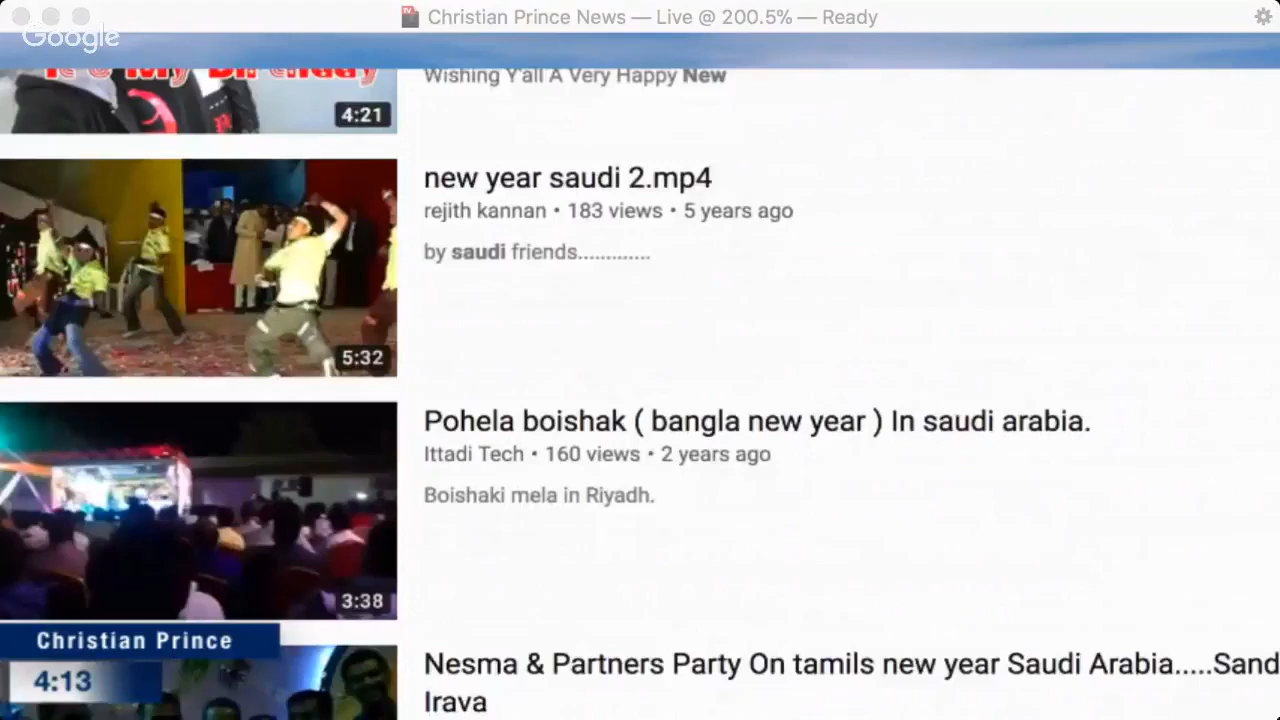 Christian Prince News — Live @ 200.5% — Ready
Google
It's My Birthday
Wishing Y'all A Very Happy New
4:21
new year saudi 2.mp4
rejith kannan • 183 views • 5 years ago
by saudi friends.............
5:32
Pohela boishak ( bangla new year ) In saudi arabia.
Ittadi Tech • 160 views • 2 years ago
Boishaki mela in Riyadh.
3:38
Christian Prince
4:13
Nesma & Partners Party On tamils new year Saudi Arabia.....Sand
Irava